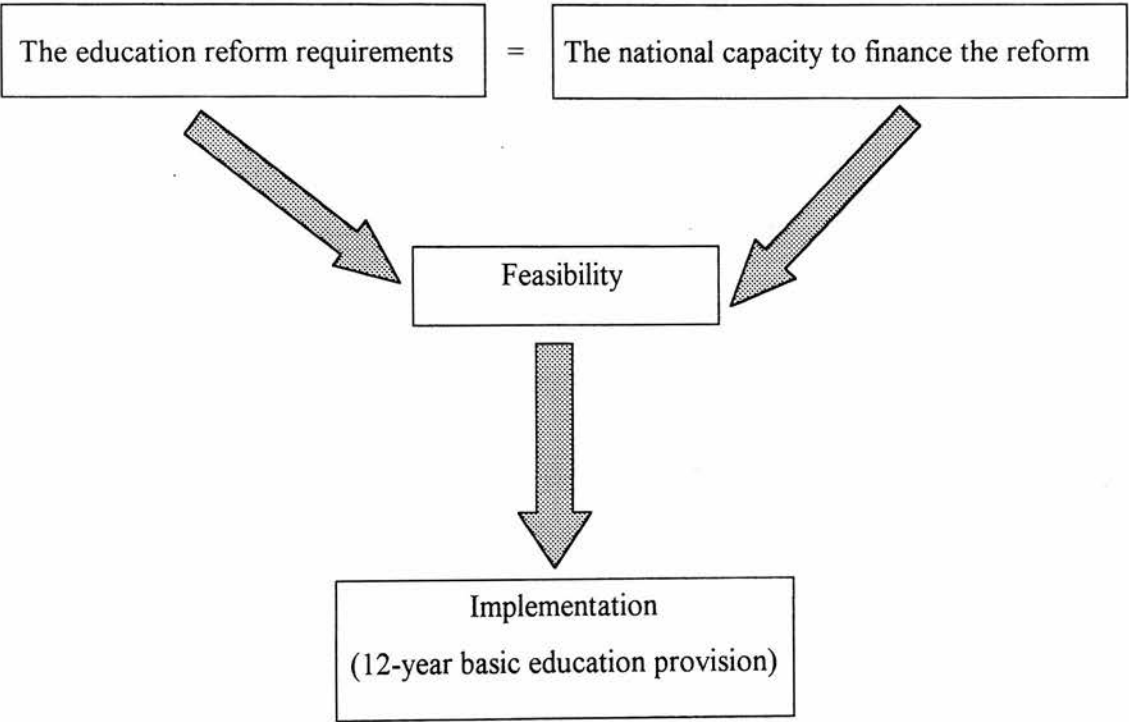 The education reform requirements = The national capacity to finance the reform
Feasibility
Implementation
(12-year basic education provision)